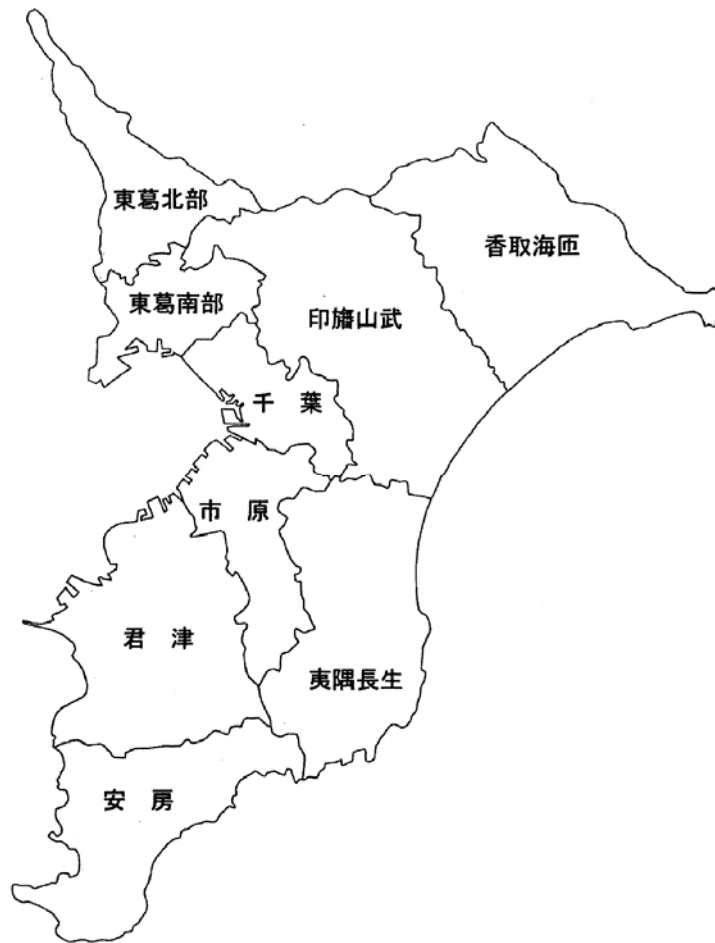 東葛北部
香取海匝
東葛南部
印旛山武
千 葉
市 原
君 津
夷隅長生
安 房